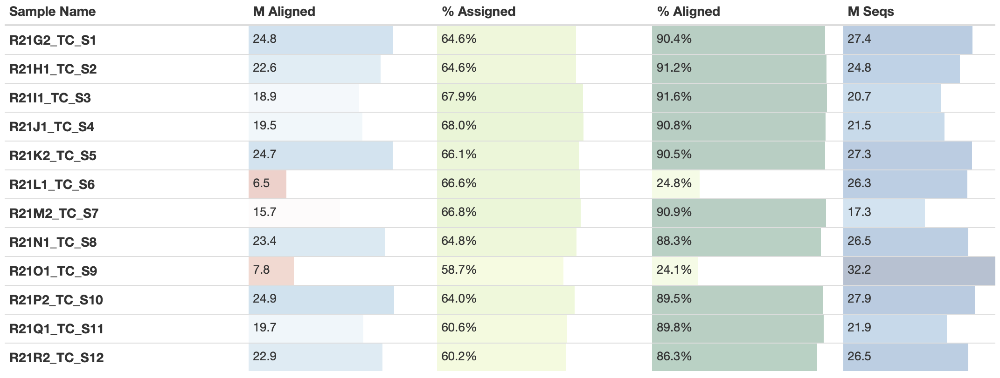 Sample Name M Aligned % Assigned % Aligned M Seqs
R21G2_TC_S1 24.8 64.6% 90.4% 27.4
R21H1_TC_S2 22.6 64.6% 91.2% 24.8
R21I1_TC_S3 18.9 67.9% 91.6% 20.7
R21J1_TC_S4 19.5 68.0% 90.8% 21.5
R21K2_TC_S5 24.7 66.1% 90.5% 27.3
R21L1_TC_S6 6.5 66.6% 24.8% 26.3
R21M2_TC_S7 15.7 66.8% 90.9% 17.3
R21N1_TC_S8 23.4 64.8% 88.3% 26.5
R21O1_TC_S9 7.8 58.7% 24.1% 32.2
R21P2_TC_S10 24.9 64.0% 89.5% 27.9
R21Q1_TC_S11 19.7 60.6% 89.8% 21.9
R21R2_TC_S12 22.9 60.2% 86.3% 26.5